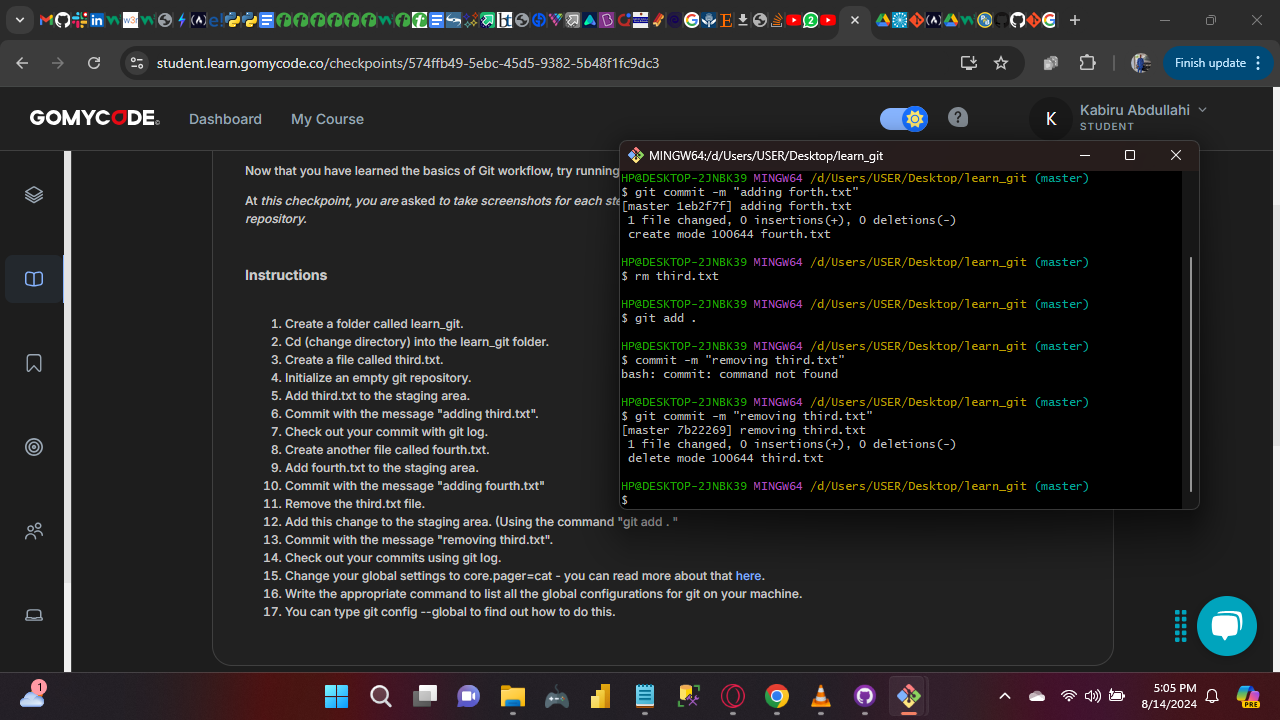 student.learn.gomycode.co/checkpoints/574ffb49-5ebc-45d5-9382-5b48f1fc9dc3
Finish update
GOMYCODE
Dashboard
My Course
Kabiru Abdullahi
K
STUDENT
Now that you have learned the basics of Git workflow, try running
At this checkpoint, you are asked to take screenshots for each
repository.
Instructions
1. Create a folder called learn_git.
2. Cd (change directory) into the learn_git folder.
3. Create a file called third.txt.
4. Initialize an empty git repository.
5. Add third.txt to the staging area.
6. Commit with the message "adding third.txt".
7. Check out your commit with git log.
8. Create another file called fourth.txt.
9. Add fourth.txt to the staging area.
10. Commit with the message "adding fourth.txt"
11. Remove the third.txt file.
12. Add this change to the staging area. (Using the command "git add . "
13. Commit with the message "removing third.txt".
14. Check out your commits using git log.
15. Change your global settings to core.pager=cat - you can read more about that here.
16. Write the appropriate command to list all the global configurations for git on your machine.
17. You can type git config --global to find out how to do this.
MINGW64:/d/Users/USER/Desktop/learn_git
HP@DESKTOP-2JNBK39 MINGW64 /d/Users/USER/Desktop/learn_git (master)
$ git commit -m "adding forth.txt"
[master 1eb2f7f] adding forth.txt
1 file changed, 0 insertions(+), 0 deletions(-)
create mode 100644 fourth.txt
HP@DESKTOP-2JNBK39 MINGW64 /d/Users/USER/Desktop/learn_git (master)
$ rm third.txt
HP@DESKTOP-2JNBK39 MINGW64 /d/Users/USER/Desktop/learn_git (master)
$ git add .
HP@DESKTOP-2JNBK39 MINGW64 /d/Users/USER/Desktop/learn_git (master)
$ commit -m "removing third.txt"
bash: commit: command not found
HP@DESKTOP-2JNBK39 MINGW64 /d/Users/USER/Desktop/learn_git (master)
$ git commit -m "removing third.txt"
[master 7b22269] removing third.txt
1 file changed, 0 insertions(+), 0 deletions(-)
delete mode 100644 third.txt
HP@DESKTOP-2JNBK39 MINGW64 /d/Users/USER/Desktop/learn_git (master)
$
1
5:05 PM
8/14/2024
PRE